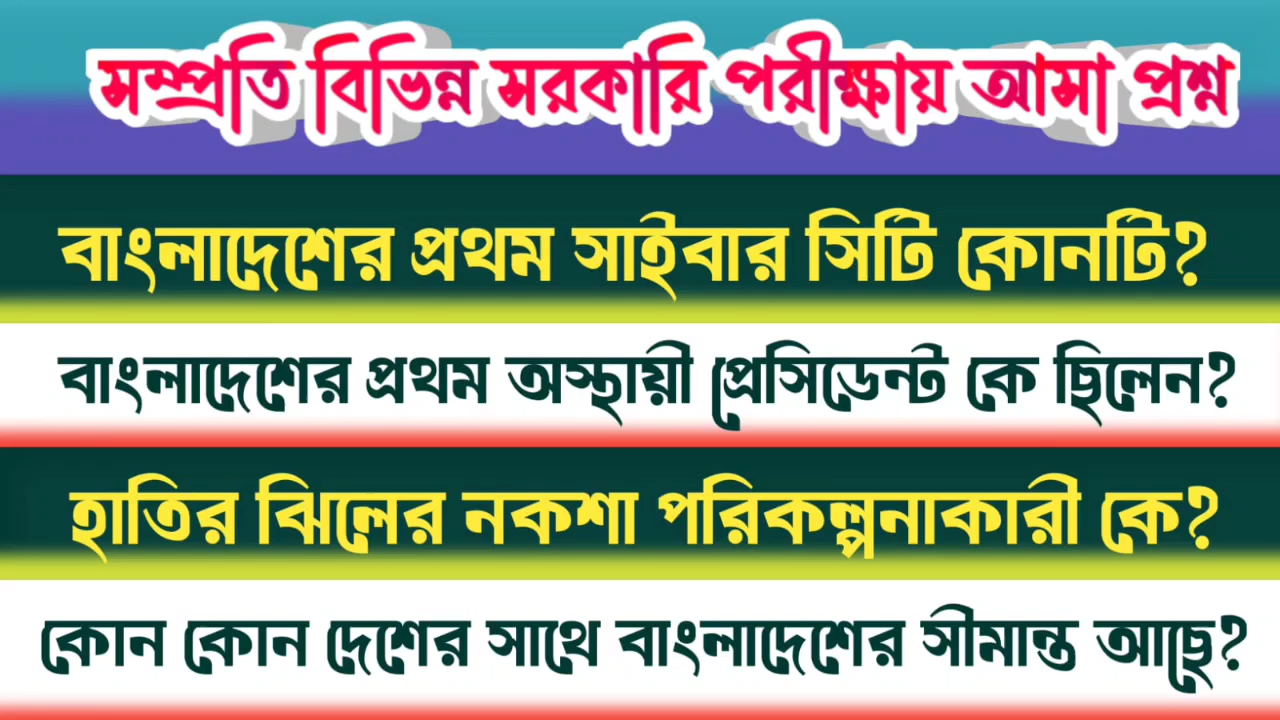 সম্প্রতি বিভিন্ন সরকারি পরীক্ষায় আসা প্রশ্ন
বাংলাদেশের প্রথম সাইবার সিটি কোনটি?
বাংলাদেশের প্রথম অস্থায়ী প্রেসিডেন্ট কে ছিলেন?
হাতির ঝিলের নকশা পরিকল্পনাকারী কে?
কোন কোন দেশের সাথে বাংলাদেশের সীমান্ত আছে?